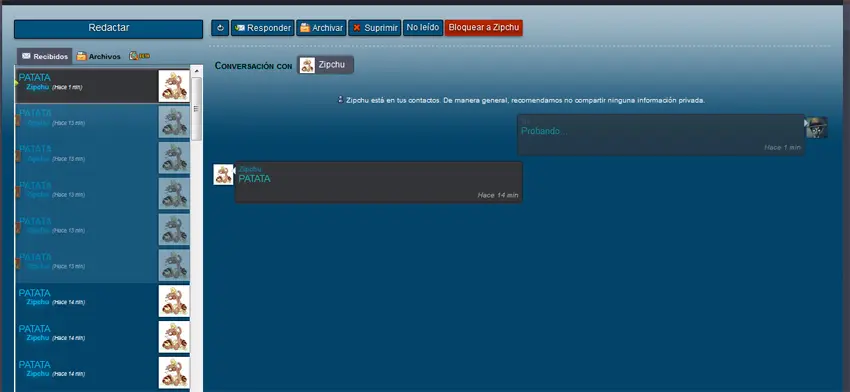 Redactar
Responder
Archivar
Suprimir
No leído
Bloquear a Zipchu
Recibidos
Archivos
CONVERSACIÓN CON
Zipchu
Zipchu está en tus contactos. De manera general, recomendamos no compartir ninguna información privada.
PATATA
Zipchu (Hace 1 min)
PATATA
Zipchu (Hace 13 min)
PATATA
Zipchu (Hace 13 min)
PATATA
Zipchu (Hace 13 min)
PATATA
Zipchu (Hace 13 min)
PATATA
Zipchu (Hace 13 min)
PATATA
Zipchu (Hace 14 min)
PATATA
Zipchu (Hace 14 min)
PATATA
Zipchu (Hace 14 min)
Probando...
Hace 1 min
Zipchu
PATATA
Hace 14 min